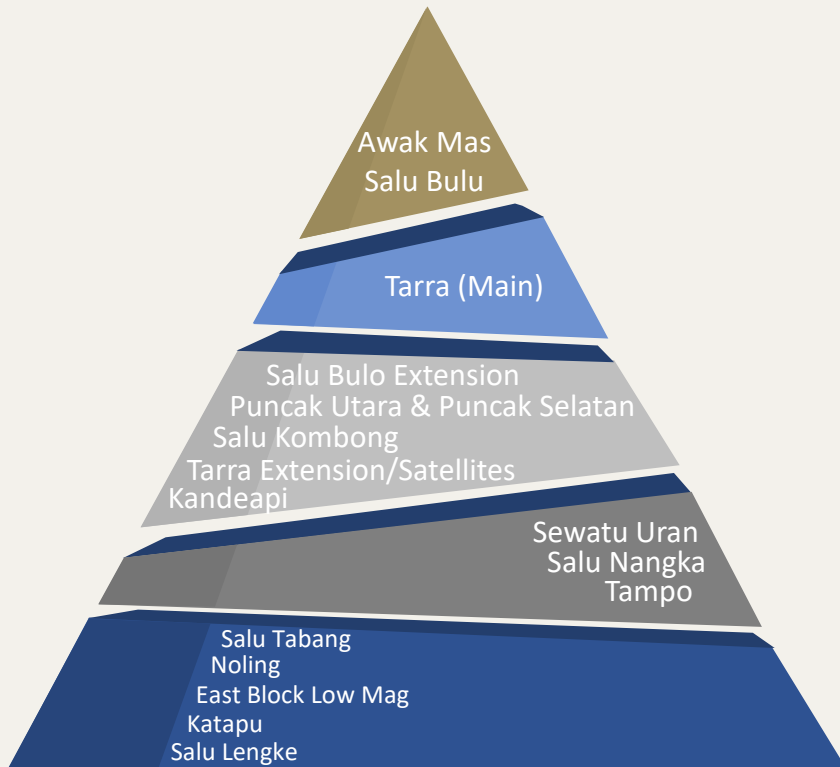 Awak Mas
Salu Bulu
Tarra (Main)
Salu Bulo Extension
Puncak Utara & Puncak Selatan
Salu Kombong
Tarra Extension/Satellites
Kandeapi
Sewatu Uran
Salu Nangka
Tampo
Salu Tabang
Noling
East Block Low Mag
Katapu
Salu Lengke